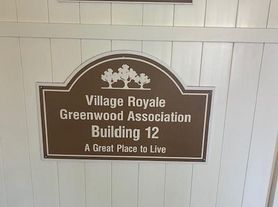 Village Royale
Greenwood Association
Building 12
A Great Place to Live